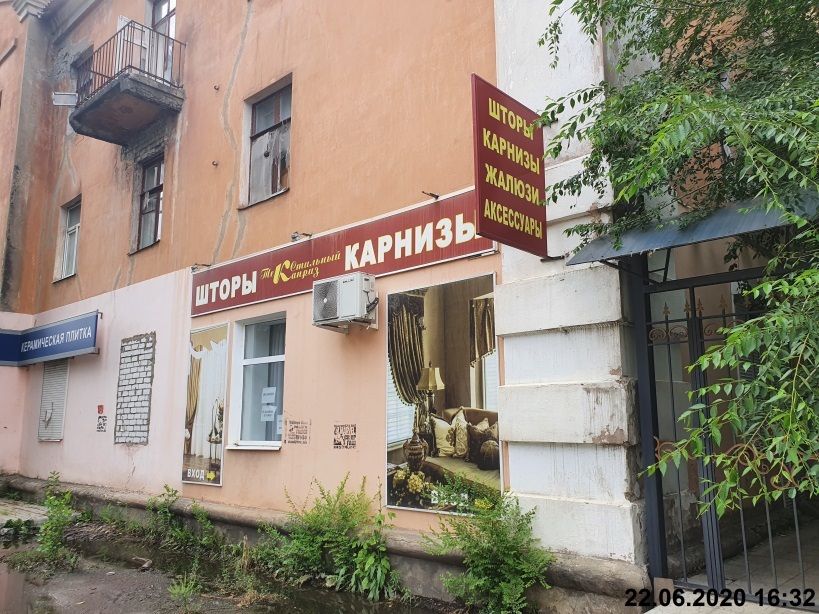 ШТОРЫ
КАРНИЗЫ
ЖАЛЮЗИ
АКСЕССУАРЫ
ШТОРЫ Текстильный Каприз КАРНИЗЫ
КЕРАМИЧЕСКАЯ ПЛИТКА
ВХОД
22.06.2020 16:32